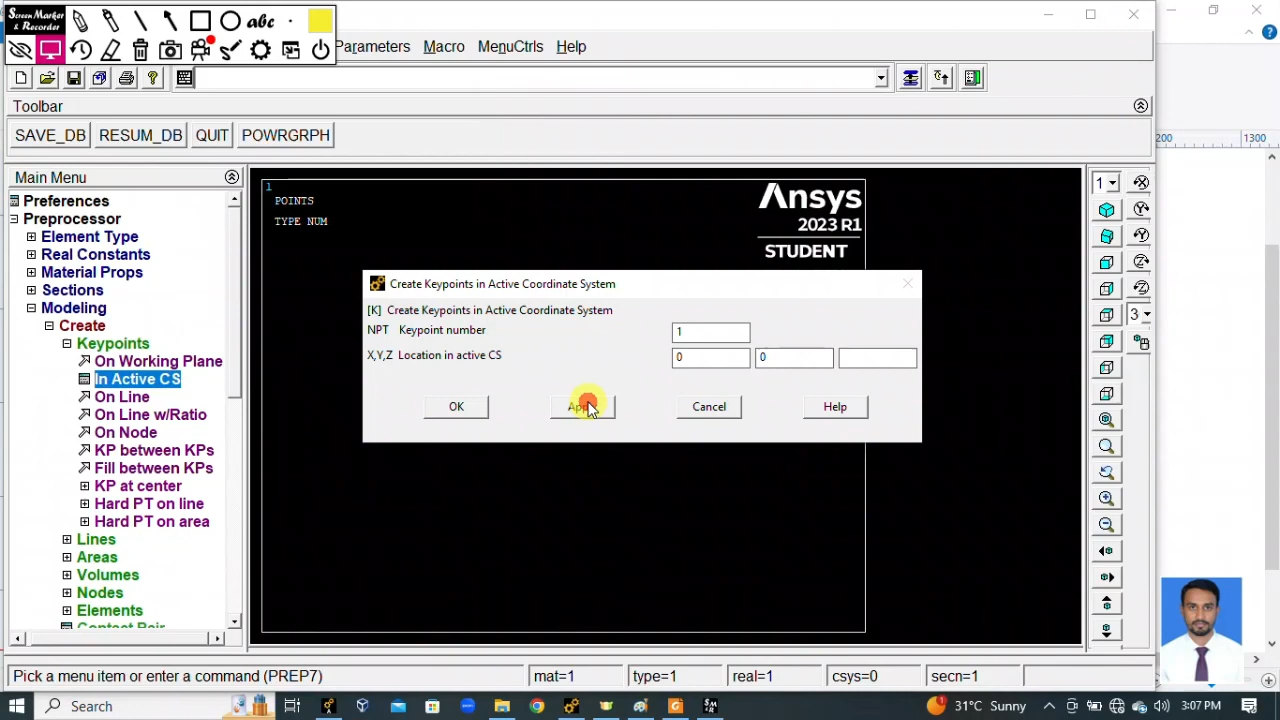 Screen Marker
& Recorder
abc
Parameters Macro MenuCtrls Help
Toolbar
SAVE_DB RESUM_DB QUIT POWRGRPH
200 1300
Main Menu
Preferences
Preprocessor
Element Type
Real Constants
Material Props
Sections
Modeling
Create
Keypoints
On Working Plane
In Active CS
On Line
On Line w/Ratio
On Node
KP between KPs
Fill between KPs
KP at center
Hard PT on line
Hard PT on area
Lines
Areas
Volumes
Nodes
Elements
Contact Pair
1
POINTS
TYPE NUM
Ansys
2023 R1
STUDENT
1
3
Create Keypoints in Active Coordinate System
[K] Create Keypoints in Active Coordinate System
NPT Keypoint number 1
X,Y,Z Location in active CS 0 0
OK Apply Cancel Help
Pick a menu item or enter a command (PREP7) mat=1 type=1 real=1 csys=0 secn=1
Search 31°C Sunny 3:07 PM